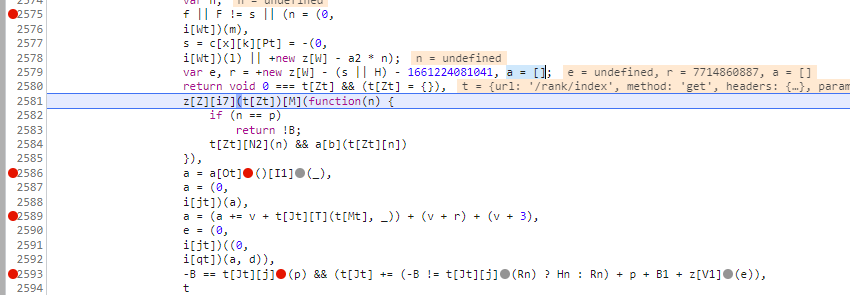 2574 var n, n = undefined
2575 f || F != s || (n = (0,
2576 i[Wt])(m),
2577 s = c[x][k][Pt] = -(0,
2578 i[Wt])(l) || +new z[W] - a2 * n); n = undefined
2579 var e, r = +new z[W] - (s || H) - 1661224081041, a = []; e = undefined, r = 7714860887, a = []
2580 return void 0 === t[Zt] && (t[Zt] = {}), t = {url: '/rank/index', method: 'get', headers: {…}, param
2581 z[Z][i7](t[Zt])[M](function(n) {
2582 if (n == p)
2583 return !B;
2584 t[Zt][N2](n) && a[b](t[Zt][n])
2585 }),
2586 a = a[Ot]()[I1](_),
2587 a = (0,
2588 i[jt])(a),
2589 a = (a += v + t[Jt][T](t[Mt], _)) + (v + r) + (v + 3),
2590 e = (0,
2591 i[jt])((0,
2592 i[qt])(a, d)),
2593 -B == t[Jt][j](p) && (t[Jt] += (-B != t[Jt][j](Rn) ? Hn : Rn) + p + B1 + z[V1](e)),
2594 t